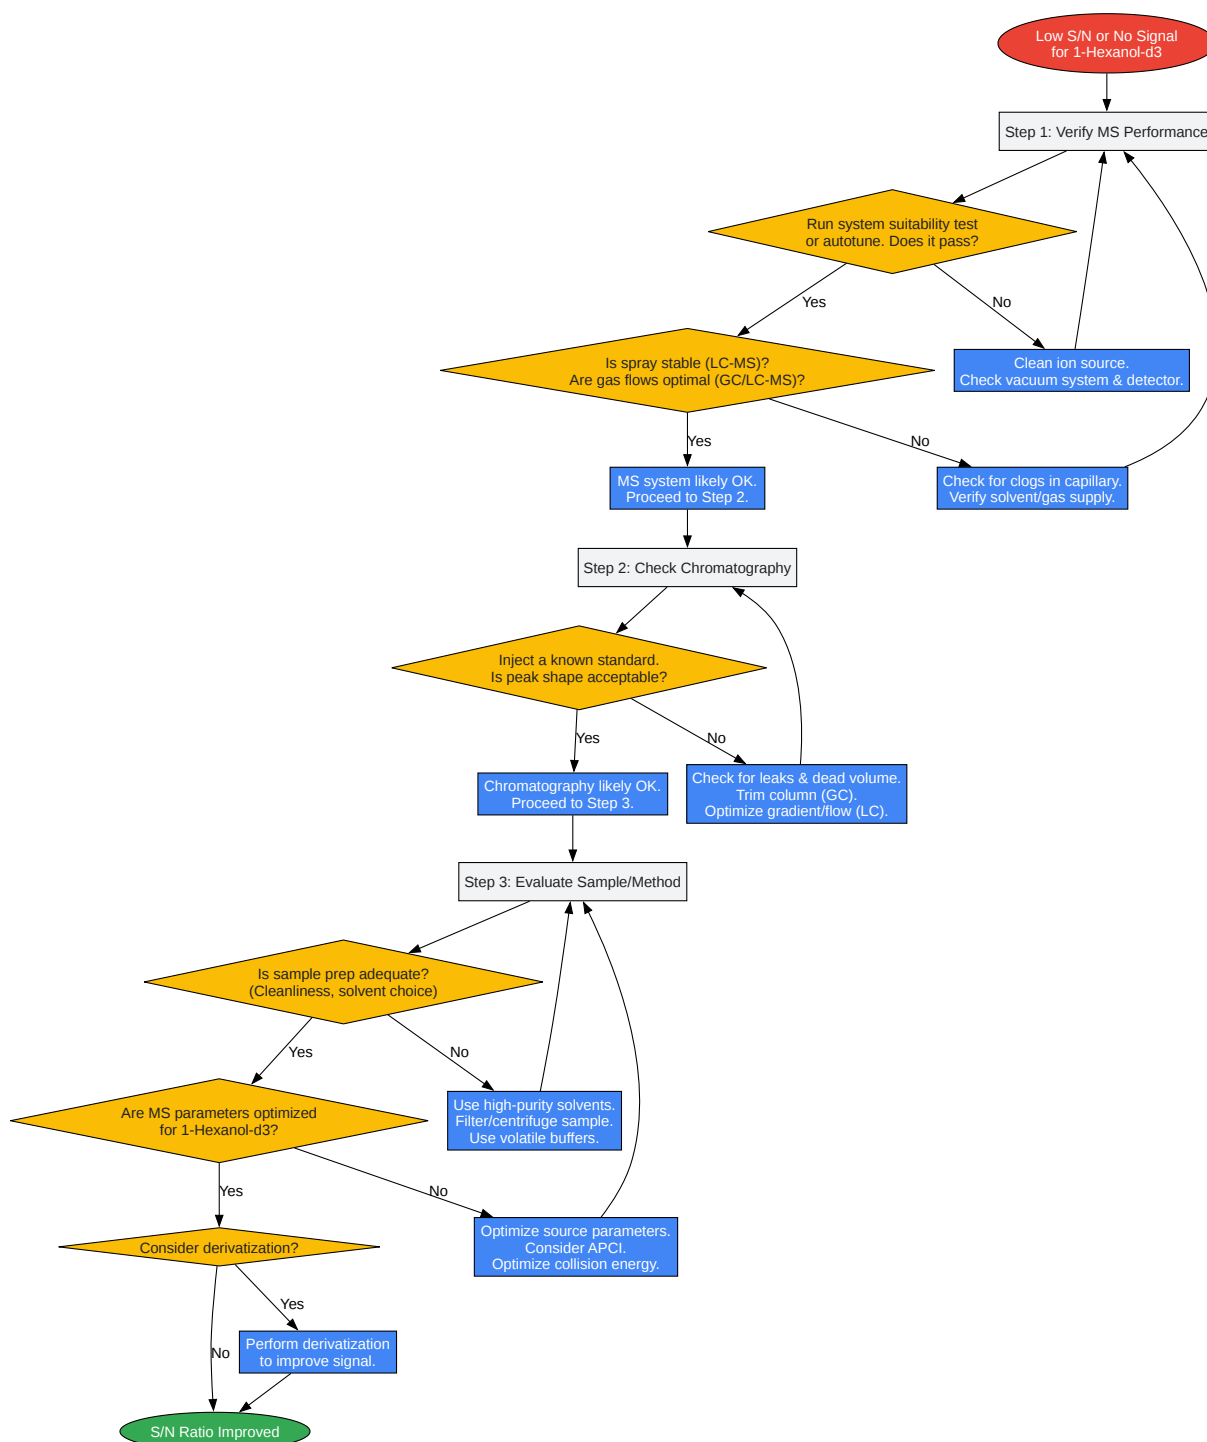 Low S/N or No Signal
for 1-Hexanol-d3
Step 1: Verify MS Performance
Run system suitability test
or autotune. Does it pass?
Yes
No
Is spray stable (LC-MS)?
Are gas flows optimal (GC/LC-MS)?
Clean ion source.
Check vacuum system & detector.
Yes
No
MS system likely OK.
Proceed to Step 2.
Check for clogs in capillary.
Verify solvent/gas supply.
Step 2: Check Chromatography
Inject a known standard.
Is peak shape acceptable?
Yes
No
Chromatography likely OK.
Proceed to Step 3.
Check for leaks & dead volume.
Trim column (GC).
Optimize gradient/flow (LC).
Step 3: Evaluate Sample/Method
Is sample prep adequate?
(Cleanliness, solvent choice)
Yes
No
Are MS parameters optimized
for 1-Hexanol-d3?
Use high-purity solvents.
Filter/centrifuge sample.
Use volatile buffers.
Yes
No
Consider derivatization?
Optimize source parameters.
Consider APCI.
Optimize collision energy.
Yes
No
Perform derivatization
to improve signal.
S/N Ratio Improved